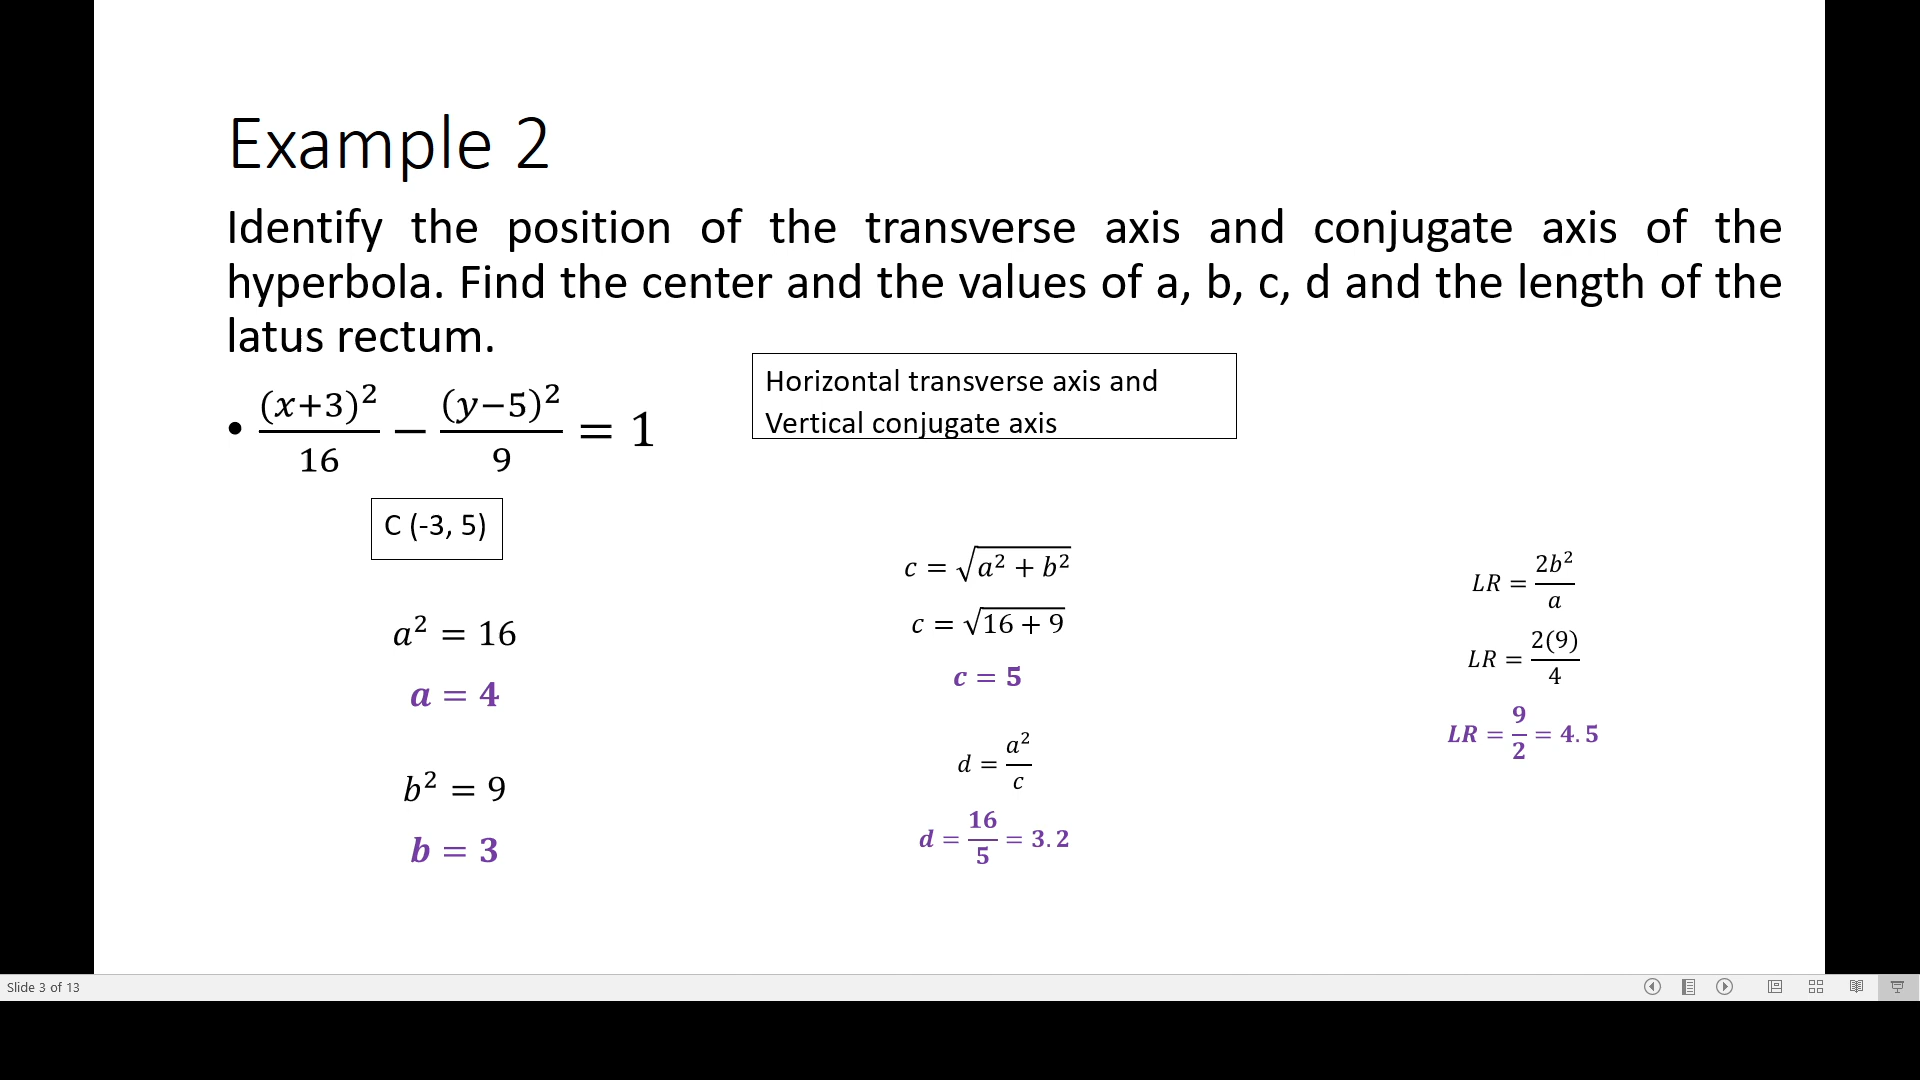 Example 2
Identify the position of the transverse axis and conjugate axis of the
hyperbola. Find the center and the values of a, b, c, d and the length of the
latus rectum.
• (x+3)²/16 − (y−5)²/9 = 1
Horizontal transverse axis and
Vertical conjugate axis
C (-3, 5)
a² = 16
a = 4
b² = 9
b = 3
c = √(a² + b²)
c = √(16 + 9)
c = 5
d = a²/c
d = 16/5 = 3.2
LR = 2b²/a
LR = 2(9)/4
LR = 9/2 = 4.5
Slide 3 of 13